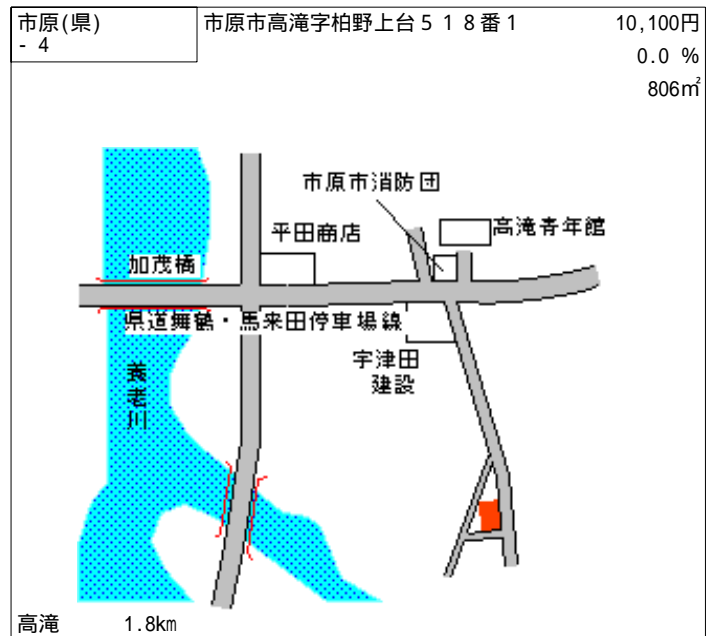 市原(県)
- 4
市原市高滝字柏野上台５１８番１
10,100円
0.0 %
806㎡
市原市消防団
平田商店
高滝青年館
加茂橋
県道舞鶴・馬来田停車場線
宇津田
建設
養老川
高滝 1.8km